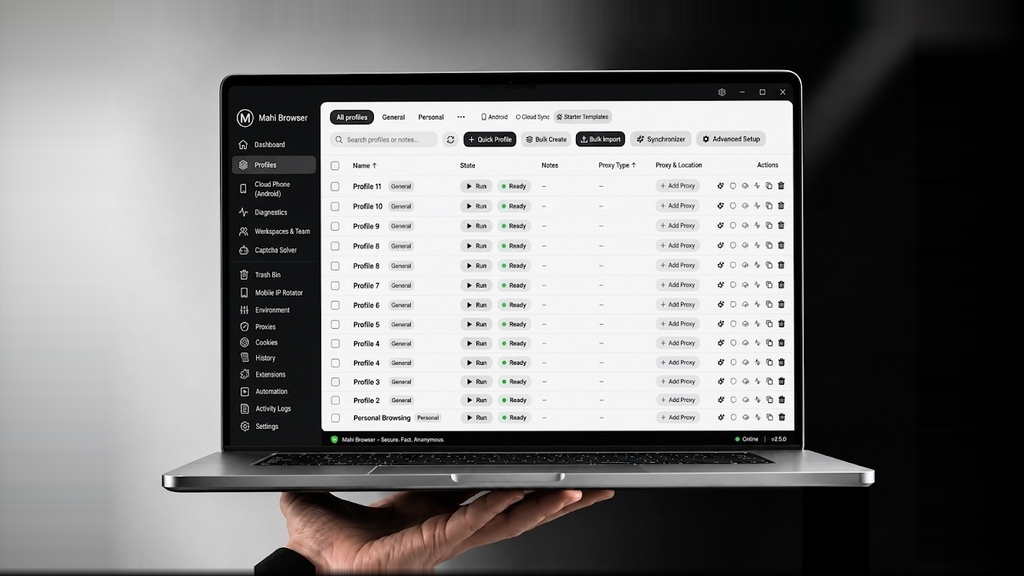 M Mahi Browser
Dashboard
Profiles
Cloud Phone
(Android)
Diagnostics
Werkspaces & Team
Captcha Solver
Trash Bin
Mobile IP Rotator
Environment
Proxies
Cookies
History
Extensions
Automation
Activity Logs
Settings
All profiles General Personal ••• Android Cloud Sync Starter Templates
Search profiles or notes... + Quick Profile Bulk Create Bulk Import Synchronizer Advanced Setup
Name ↑ State Notes Proxy Type ↑ Proxy & Location Actions
Profile 11 General Run Ready – – + Add Proxy
Profile 10 General Run Ready – – + Add Proxy
Profile 9 General Run Ready – – + Add Proxy
Profile 8 General Run Ready – – + Add Proxy
Profile 8 General Run Ready – – + Add Proxy
Profile 7 General Run Ready – – + Add Proxy
Profile 6 General Run Ready – – + Add Proxy
Profile 5 General Run Ready – – + Add Proxy
Profile 4 General Run Ready – – + Add Proxy
Profile 4 General Run Ready – – + Add Proxy
Profile 3 General Run Ready – – + Add Proxy
Profile 2 General Run Ready – – + Add Proxy
Personal Browsing Personal Run Ready – – + Add Proxy
Mahi Browser – Secure. Fast. Anonymous. Online | v2.5.0